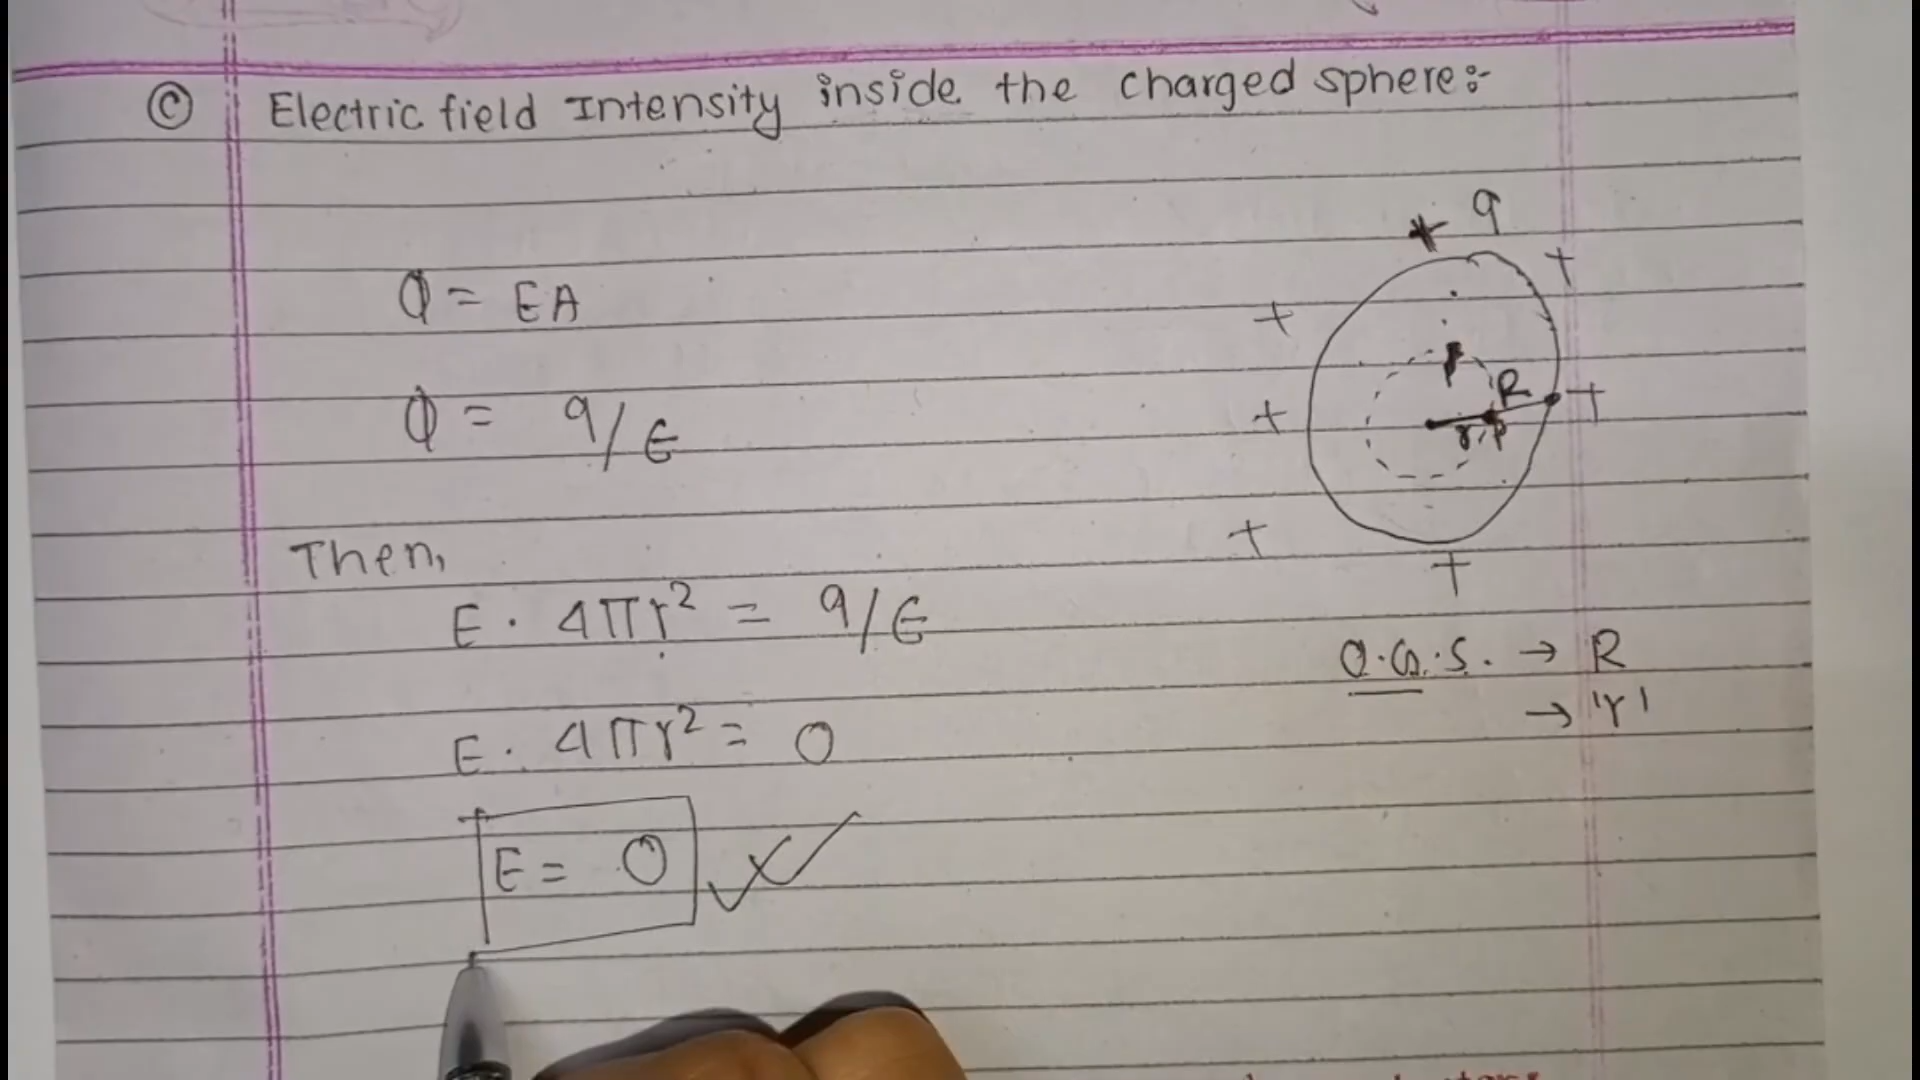 © Electric field Intensity inside the charged sphere:-
+ q
+
+
Φ = EA
P
R
+
+
r, p
Φ = q/ε
+
Then,
+
E · 4πr² = q/ε
O.G.S. → R
→ 'r'
E · 4πr² = 0
E = 0